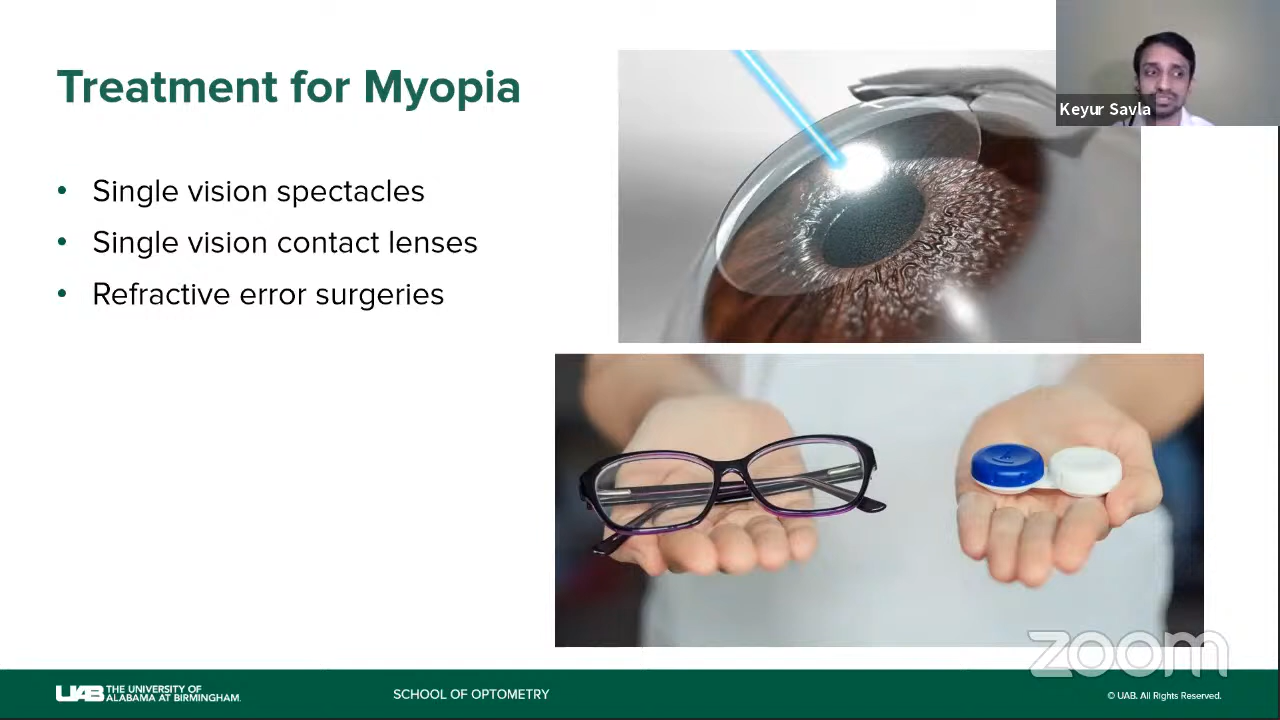 Treatment for Myopia
Keyur Savla
• Single vision spectacles
• Single vision contact lenses
• Refractive error surgeries
zoom
UAB THE UNIVERSITY OF
ALABAMA AT BIRMINGHAM.
SCHOOL OF OPTOMETRY
© UAB. All Rights Reserved.